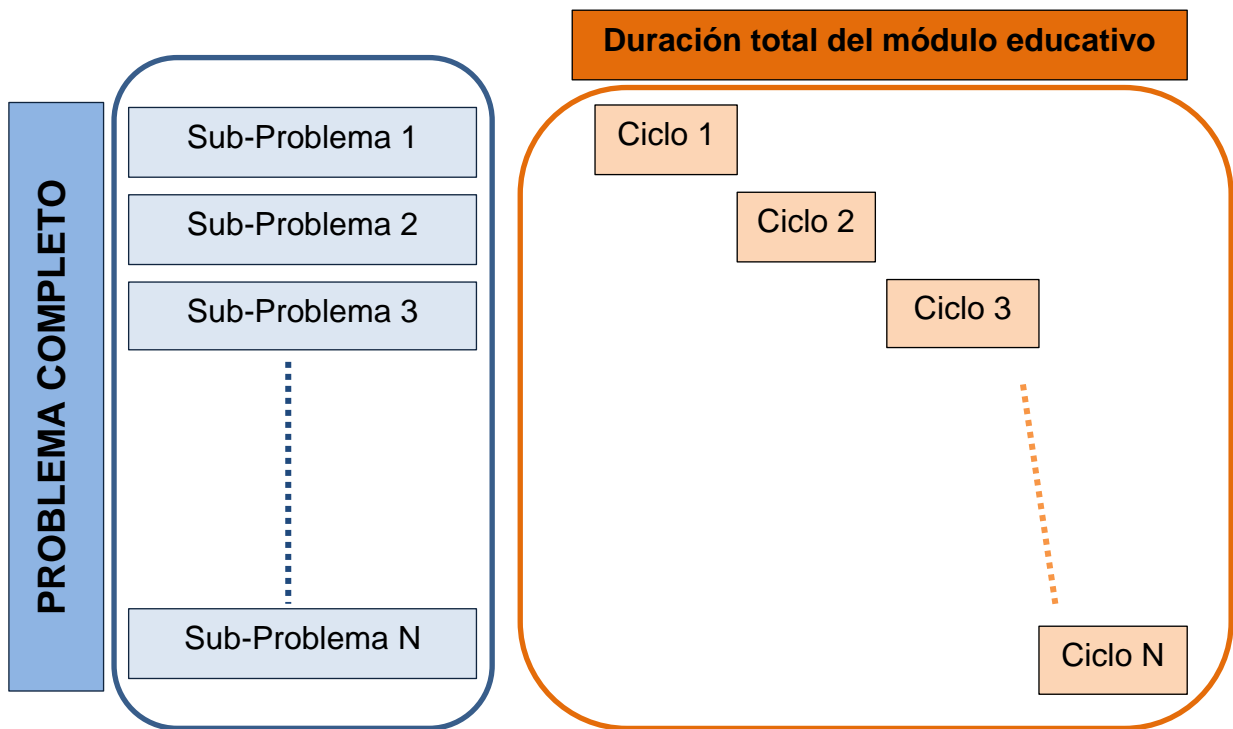 Duración total del módulo educativo
PROBLEMA COMPLETO
Sub-Problema 1
Ciclo 1
Sub-Problema 2
Ciclo 2
Sub-Problema 3
Ciclo 3
Sub-Problema N
Ciclo N